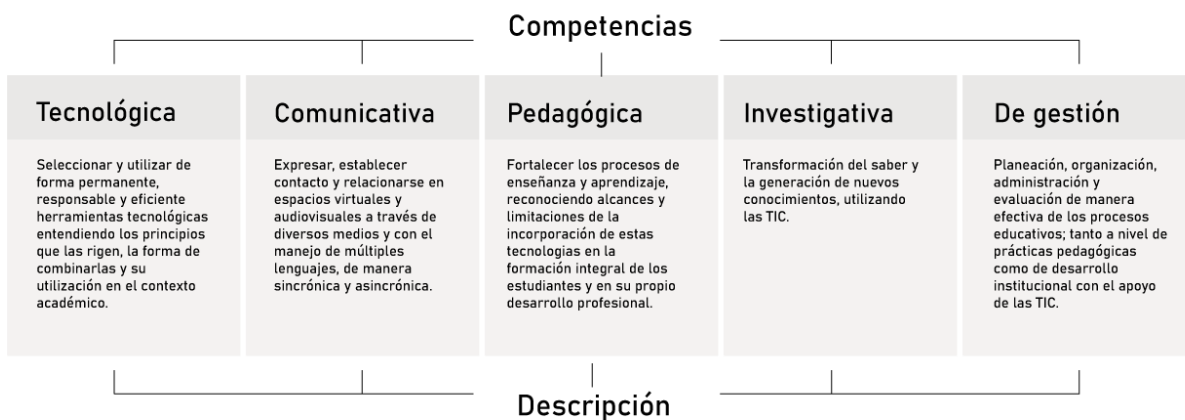 Competencias
Tecnológica
Seleccionar y utilizar de
forma permanente,
responsable y eficiente
herramientas tecnológicas
entendiendo los principios
que las rigen, la forma de
combinarlas y su
utilización en el contexto
académico.
Comunicativa
Expresar, establecer
contacto y relacionarse en
espacios virtuales y
audiovisuales a través de
diversos medios y con el
manejo de múltiples
lenguajes, de manera
sincrónica y asincrónica.
Pedagógica
Fortalecer los procesos de
enseñanza y aprendizaje,
reconociendo alcances y
limitaciones de la
incorporación de estas
tecnologías en la
formación integral de los
estudiantes y en su propio
desarrollo profesional.
Investigativa
Transformación del saber y
la generación de nuevos
conocimientos, utilizando
las TIC.
De gestión
Planeación, organización,
administración y
evaluación de manera
efectiva de los procesos
educativos; tanto a nivel de
prácticas pedagógicas
como de desarrollo
institucional con el apoyo
de las TIC.
Descripción